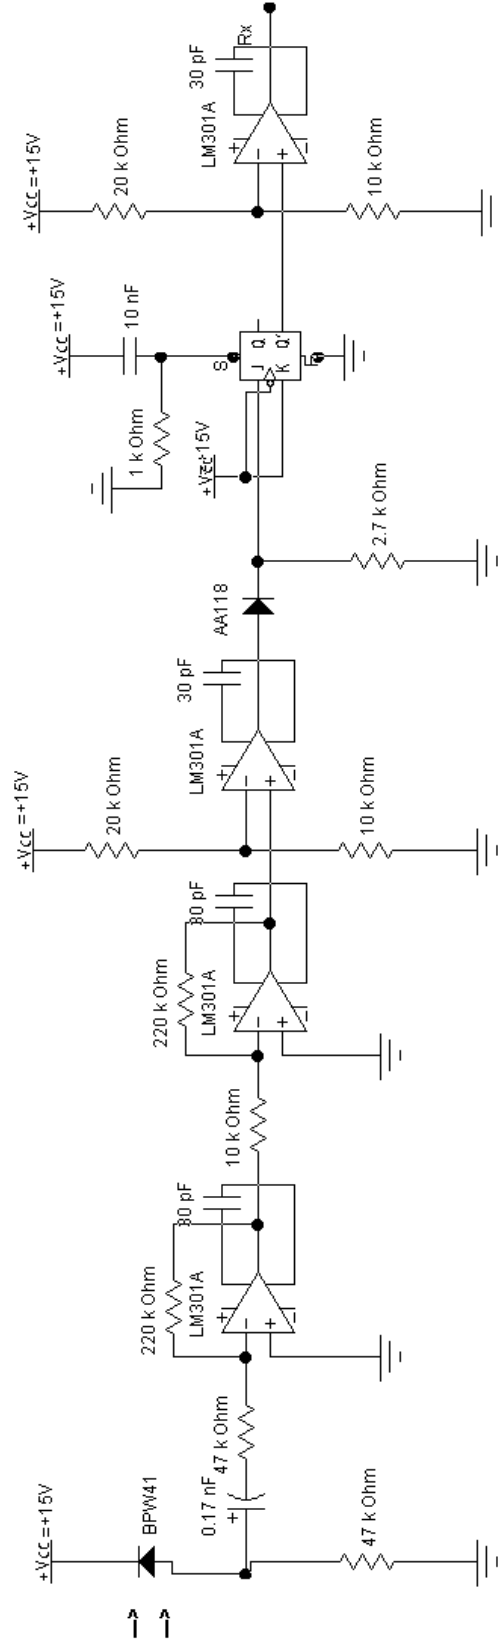 +Vcc =+15V
BPW41
0.17 nF
47 k Ohm
47 k Ohm
220 k Ohm
LM301A
30 pF
10 k Ohm
220 k Ohm
LM301A
30 pF
+Vcc =+15V
20 k Ohm
10 k Ohm
LM301A
30 pF
AA118
2.7 k Ohm
1 k Ohm
+Vcc =+15V
10 nF
S
J Q
K Q'
+Vcc =+15V
20 k Ohm
10 k Ohm
LM301A
30 pF
Rx